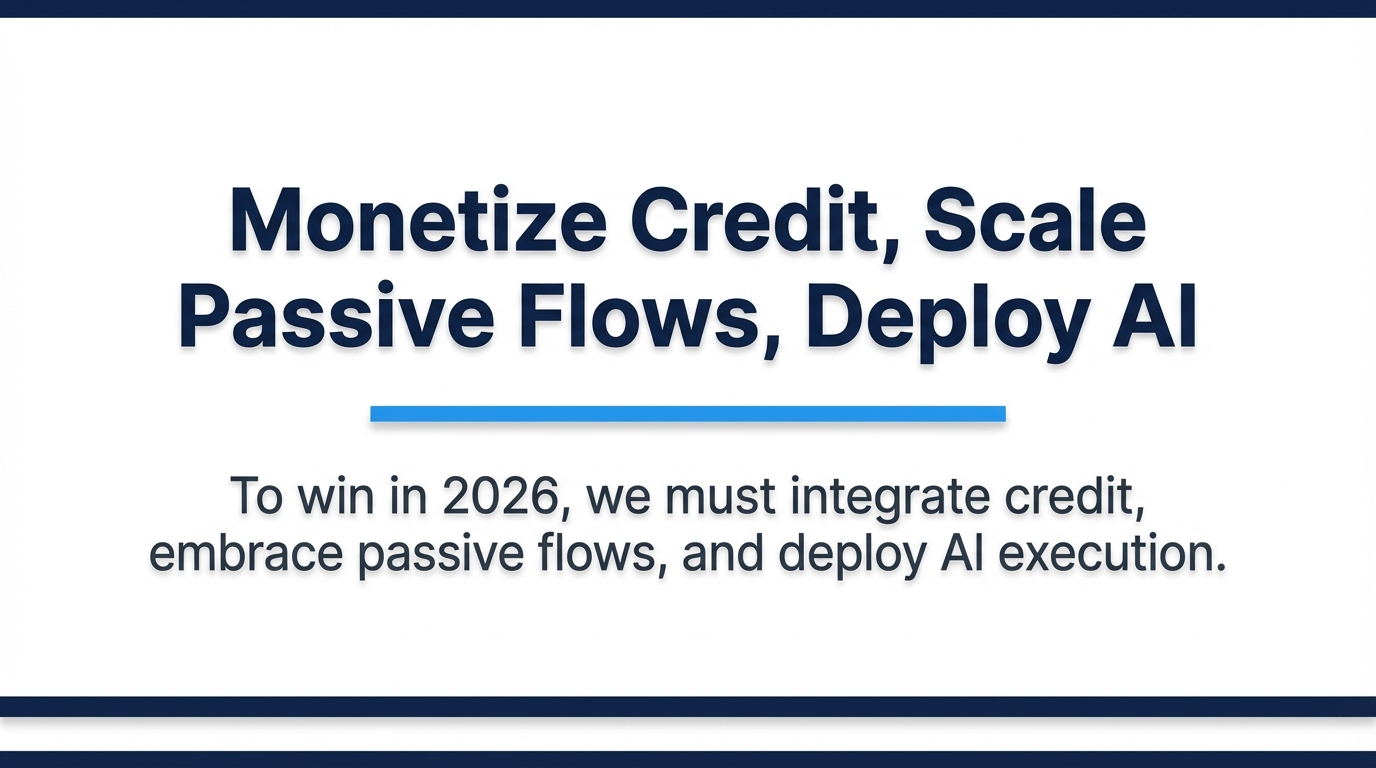 Monetize Credit, Scale
Passive Flows, Deploy AI
To win in 2026, we must integrate credit,
embrace passive flows, and deploy AI execution.